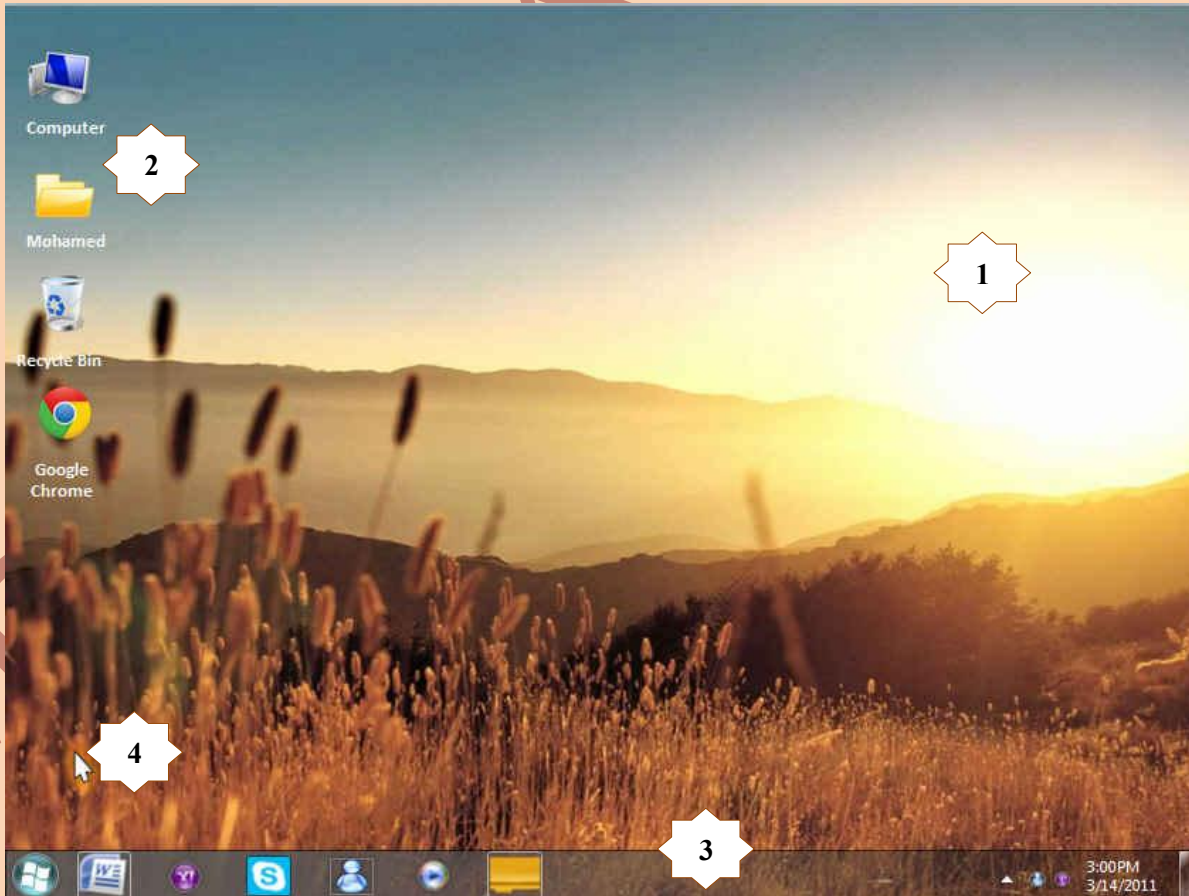 Computer
2
Mohamed
1
Recycle Bin
Google
Chrome
4
3
W
Y!
S
3:00PM
3/14/2011